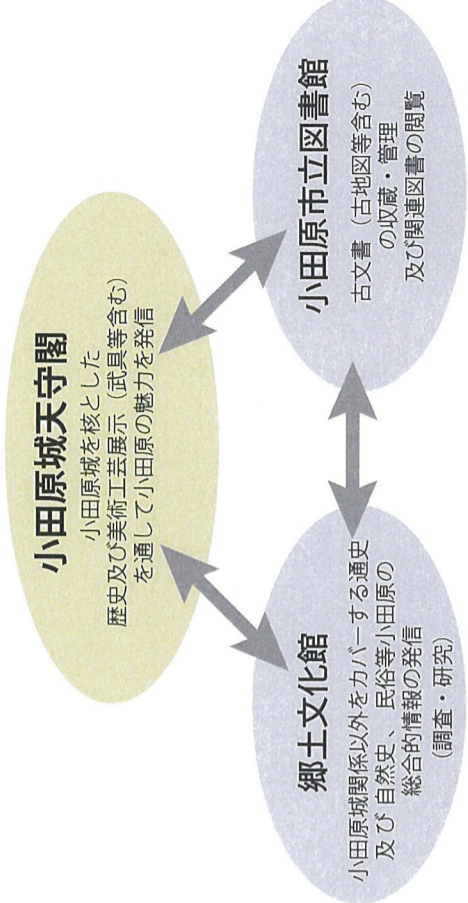 小田原城天守閣
小田原城を核とした
歴史及び美術工芸展示（武具等含む）
を通して小田原の魅力を発信
郷土文化館
小田原城関係以外をカバーする通史
及び自然史、民俗等小田原の
総合的情報の発信
（調査・研究）
小田原市立図書館
古文書（古地図等含む）
の収蔵・管理
及び関連図書の閲覧